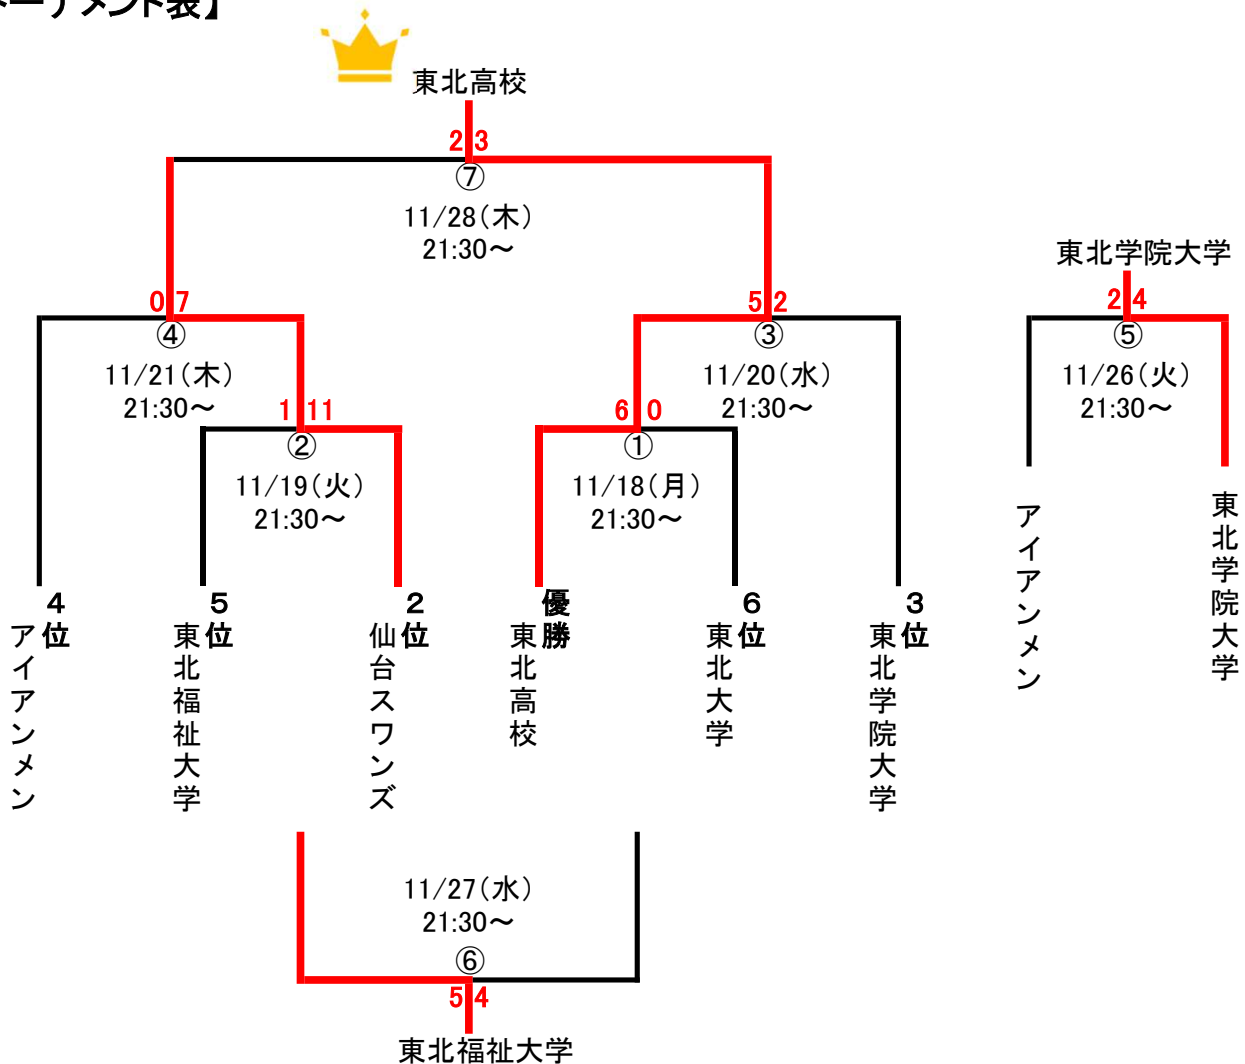 ーナメント表】
東北高校
2 3
⑦
11/28(木)
21:30～
0 7
④
11/21(木)
21:30～
5 2
③
11/20(水)
21:30～
東北学院大学
2 4
⑤
11/26(火)
21:30～
1 11
②
11/19(火)
21:30～
6 0
①
11/18(月)
21:30～
4位
アイアンメン
5位
東北福祉大学
2位
仙台スワンズ
優勝
東北高校
6位
東北大学
3位
東北学院大学
アイアンメン
東北学院大学
11/27(水)
21:30～
⑥
5 4
東北福祉大学